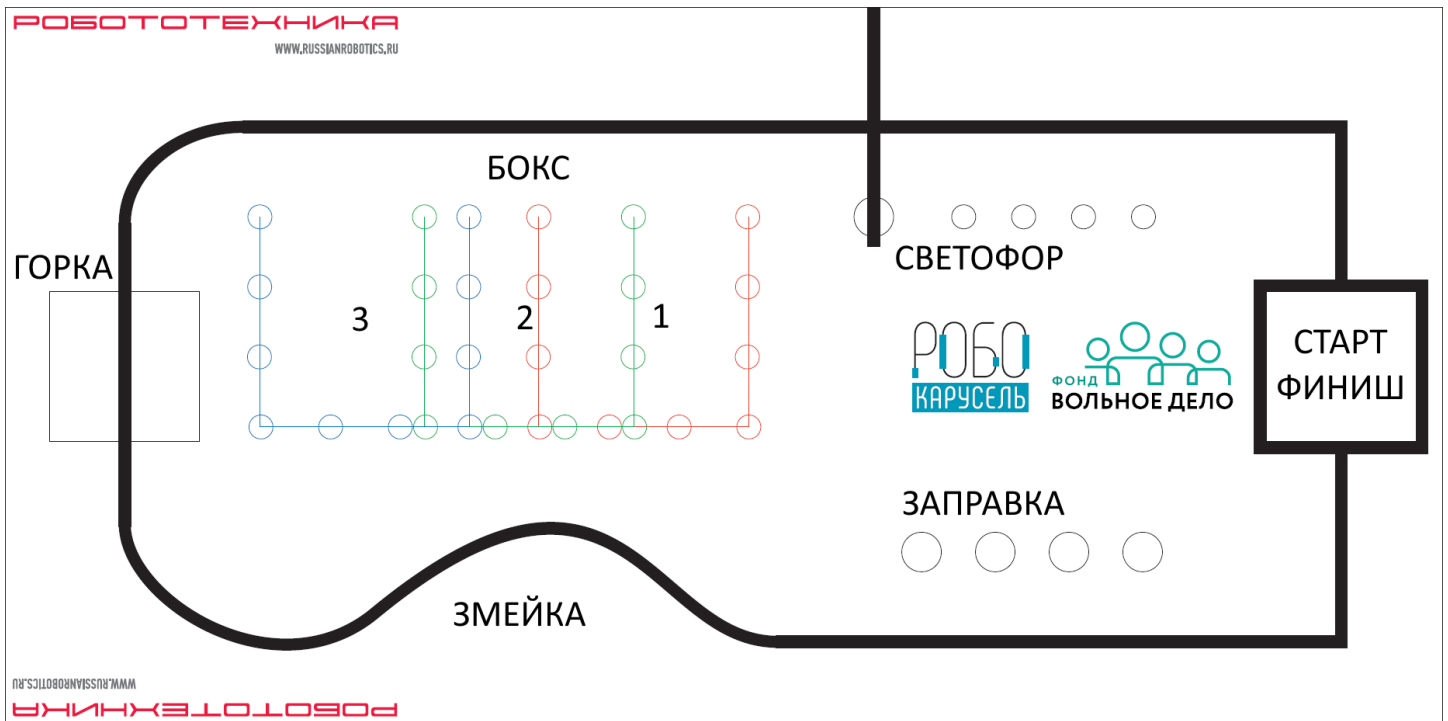 РОБОТОТЕХНИКА
WWW.RUSSIANROBOTICS.RU
БОКС
ГОРКА
СВЕТОФОР
3
2
1
РОБО
КАРУСЕЛЬ
ФОНД
ВОЛЬНОЕ ДЕЛО
СТАРТ
ФИНИШ
ЗАПРАВКА
ЗМЕЙКА
WWW.RUSSIANROBOTICS.RU
РОБОТОТЕХНИКА